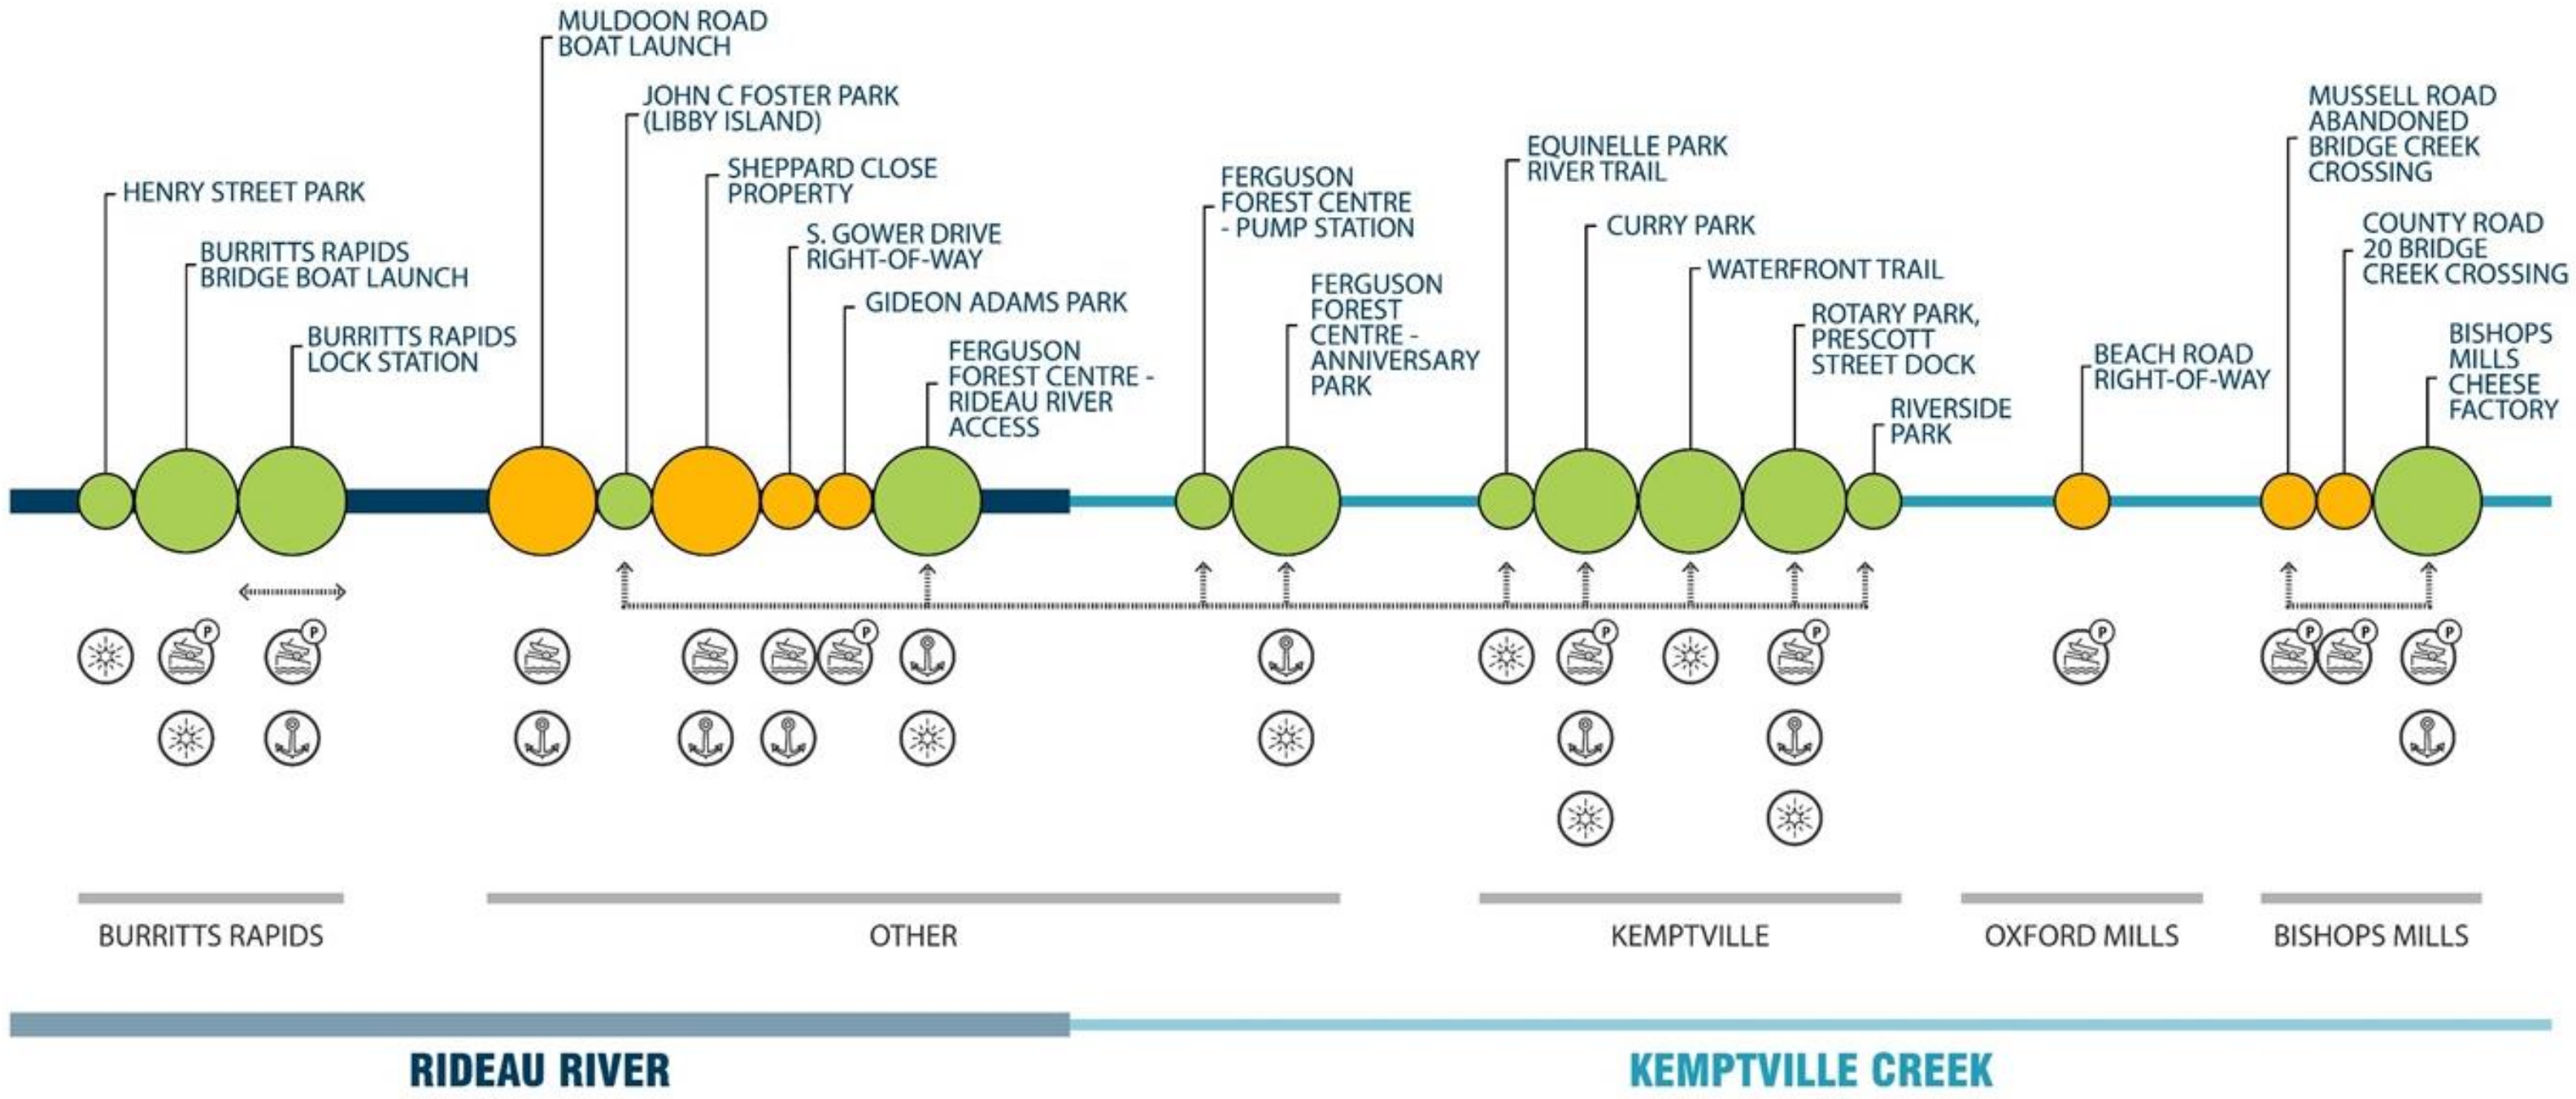 MULDOON ROAD
BOAT LAUNCH
JOHN C FOSTER PARK
(LIBBY ISLAND)
SHEPPARD CLOSE
PROPERTY
HENRY STREET PARK
S. GOWER DRIVE
RIGHT-OF-WAY
BURRITTS RAPIDS
BRIDGE BOAT LAUNCH
GIDEON ADAMS PARK
BURRITTS RAPIDS
LOCK STATION
FERGUSON
FOREST CENTRE -
RIDEAU RIVER
ACCESS
FERGUSON
FOREST CENTRE
- PUMP STATION
FERGUSON
FOREST
CENTRE -
ANNIVERSARY
PARK
EQUINELLE PARK
RIVER TRAIL
CURRY PARK
WATERFRONT TRAIL
ROTARY PARK,
PRESCOTT
STREET DOCK
RIVERSIDE
PARK
BEACH ROAD
RIGHT-OF-WAY
MUSSELL ROAD
ABANDONED
BRIDGE CREEK
CROSSING
COUNTY ROAD
20 BRIDGE
CREEK CROSSING
BISHOPS
MILLS
CHEESE
FACTORY
P
P
P
P
P
P
P
P
P
BURRITTS RAPIDS
OTHER
KEMPTVILLE
OXFORD MILLS
BISHOPS MILLS
RIDEAU RIVER
KEMPTVILLE CREEK